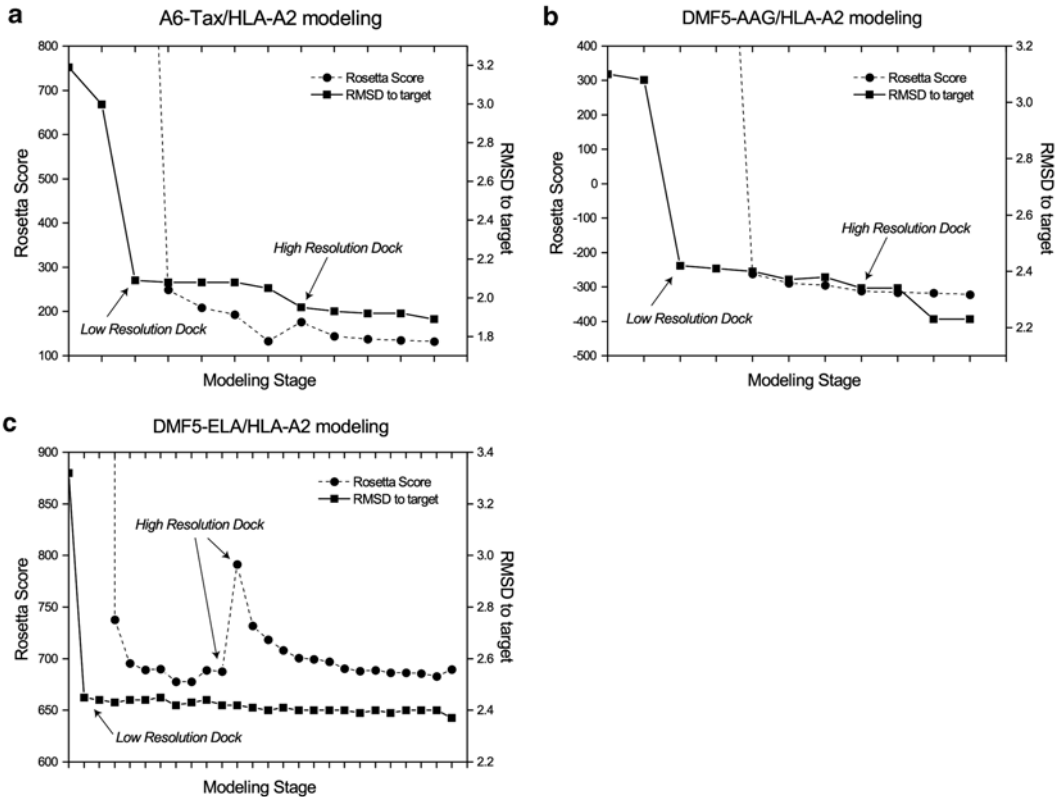 a
A6-Tax/HLA-A2 modeling
800
700
600
500
400
300
200
100
Rosetta Score
3.2
3.0
2.8
2.6
2.4
2.2
2.0
1.8
RMSD to target
Rosetta Score
RMSD to target
High Resolution Dock
Low Resolution Dock
Modeling Stage
b
DMF5-AAG/HLA-A2 modeling
400
300
200
100
0
-100
-200
-300
-400
-500
Rosetta Score
3.2
3.0
2.8
2.6
2.4
2.2
RMSD to target
Rosetta Score
RMSD to target
High Resolution Dock
Low Resolution Dock
Modeling Stage
c
DMF5-ELA/HLA-A2 modeling
900
850
800
750
700
650
600
Rosetta Score
3.4
3.2
3.0
2.8
2.6
2.4
2.2
RMSD to target
Rosetta Score
RMSD to target
High Resolution Dock
Low Resolution Dock
Modeling Stage